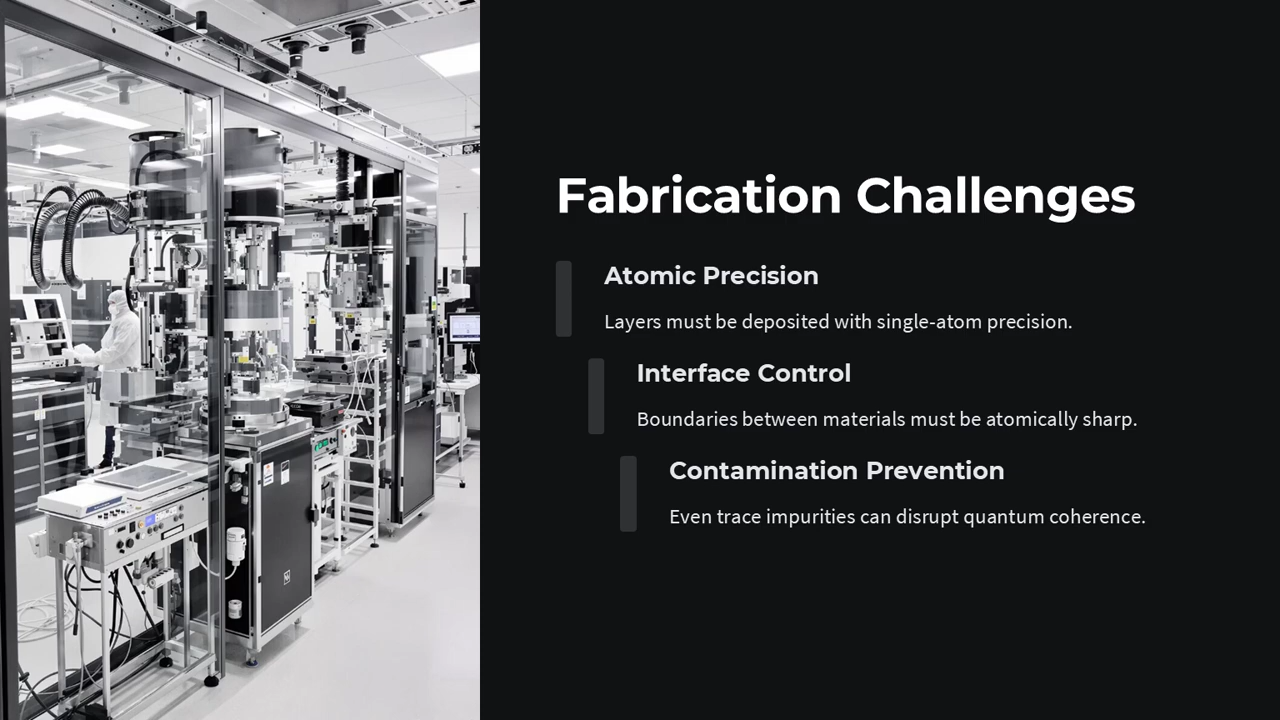 Fabrication Challenges
Atomic Precision
Layers must be deposited with single-atom precision.
Interface Control
Boundaries between materials must be atomically sharp.
Contamination Prevention
Even trace impurities can disrupt quantum coherence.